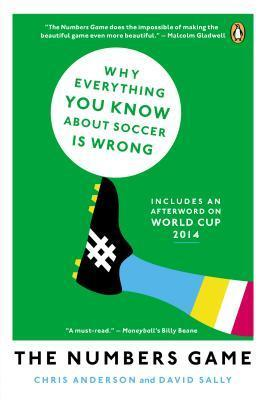 "The Numbers Game does the impossible of making the
beautiful game even more beautiful." – Malcolm Gladwell
WHY
EVERYTHING
YOU KNOW
ABOUT SOCCER
IS WRONG
INCLUDES AN
AFTERWORD ON
WORLD CUP
2014
"A must-read." – Moneyball's Billy Beane
THE NUMBERS GAME
CHRIS ANDERSON and DAVID SALLY